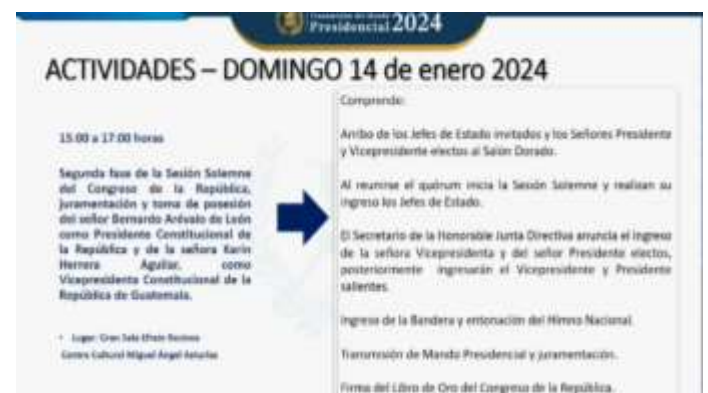 Transmisión del Mando
Presidencial 2024
ACTIVIDADES – DOMINGO 14 de enero 2024
15:00 a 17:00 horas
Segunda fase de la Sesión Solemne
del Congreso de la República,
juramentación y toma de posesión
del señor Bernardo Arévalo de León
como Presidente Constitucional de
la República y de la señora Karin
Herrera Aguilar, como
Vicepresidenta Constitucional de la
República de Guatemala.
• Lugar: Gran Sala Efraín Recinos
Centro Cultural Miguel Ángel Asturias
Comprende:
Arribo de los Jefes de Estado invitados y los Señores Presidente
y Vicepresidente electos al Salón Dorado.
Al reunirse el quórum inicia la Sesión Solemne y realizan su
ingreso los Jefes de Estado.
El Secretario de la Honorable Junta Directiva anuncia el ingreso
de la señora Vicepresidenta y del señor Presidente electos,
posteriormente ingresarán el Vicepresidente y Presidente
salientes.
Ingreso de la Bandera y entonación del Himno Nacional.
Transmisión de Mando Presidencial y juramentación.
Firma del Libro de Oro del Congreso de la República.